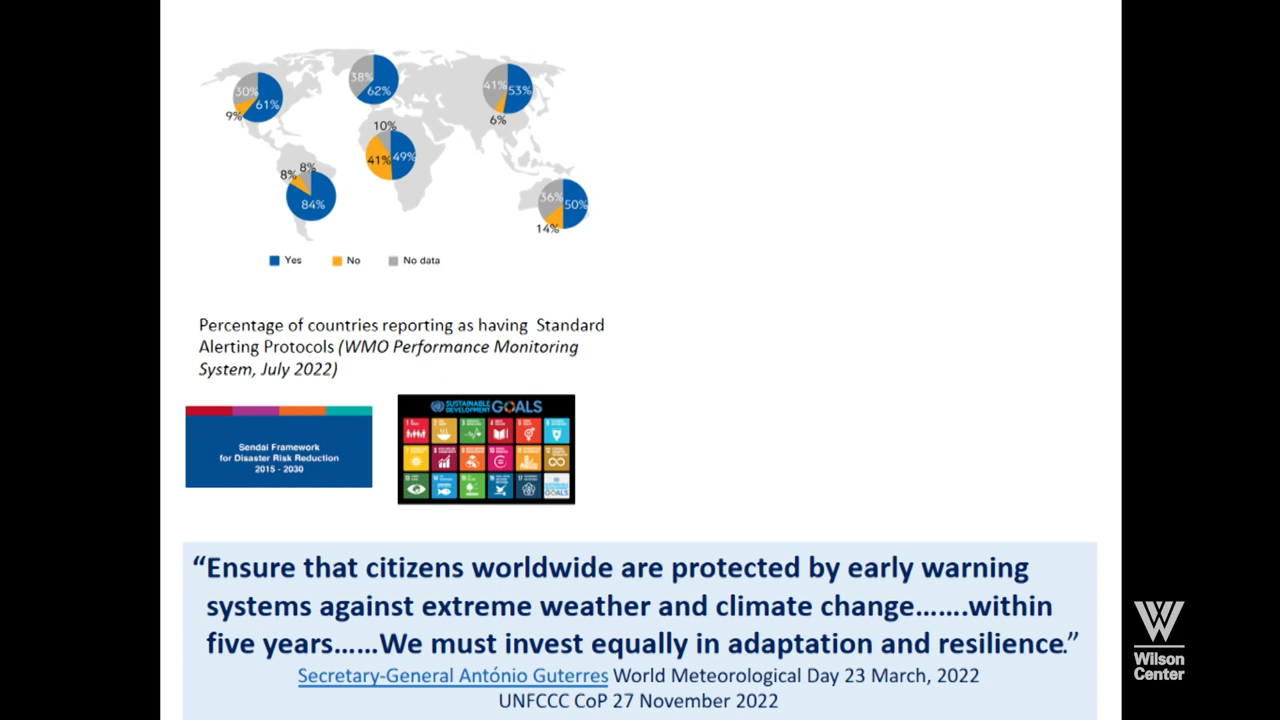 38%
62%
41%
53%
6%
30%
61%
9%
10%
41%
49%
8%
8%
84%
36%
50%
14%
Yes
No
No data
Percentage of countries reporting as having Standard
Alerting Protocols (WMO Performance Monitoring
System, July 2022)
SUSTAINABLE
DEVELOPMENT
GOALS
Sendai Framework
for Disaster Risk Reduction
2015 - 2030
“Ensure that citizens worldwide are protected by early warning
systems against extreme weather and climate change…….within
five years……We must invest equally in adaptation and resilience.”
Secretary-General António Guterres World Meteorological Day 23 March, 2022
UNFCCC CoP 27 November 2022
Wilson
Center